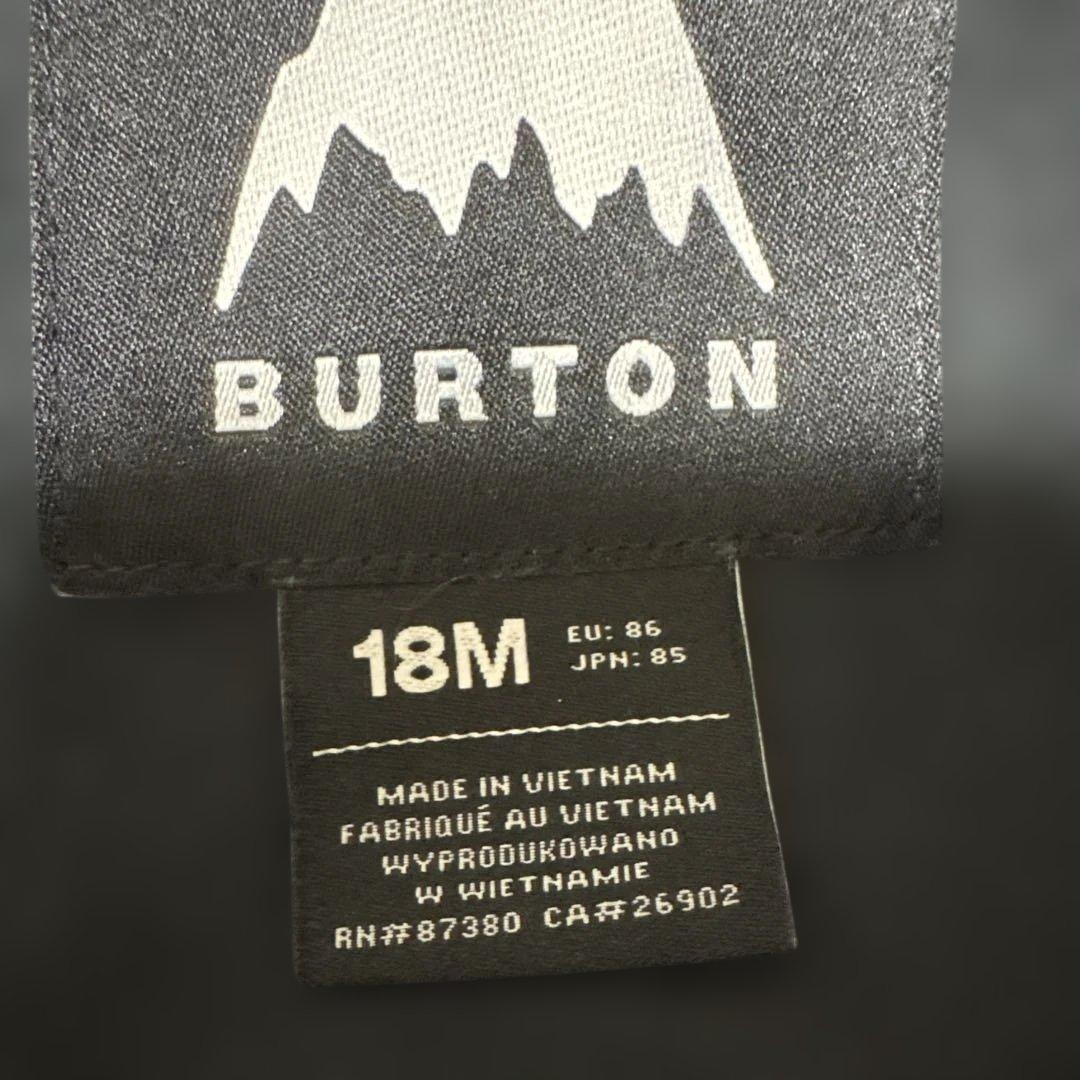 BURTON
18M
EU: 86
JPN: 85
MADE IN VIETNAM
FABRIQUÉ AU VIETNAM
WYPRODUKOWANO
W WIETNAMIE
RN#87380 CA#26902